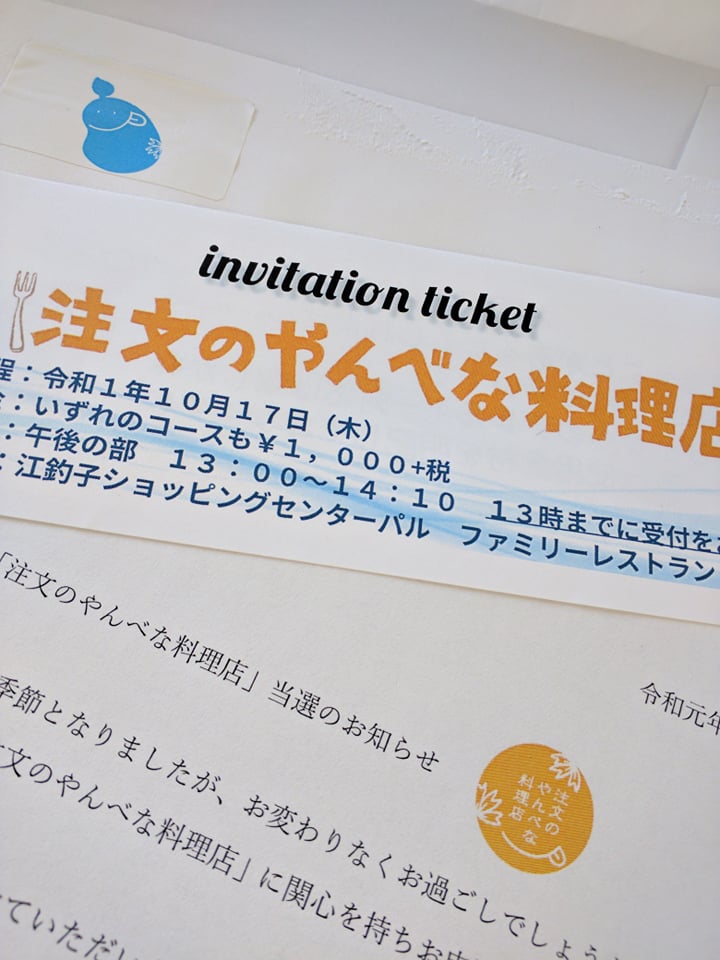 invitation ticket
注文のやんべな料理店
程：令和１年１０月１７日（木）
：いずれのコースも￥１，０００+税
：午後の部　１３：００～１４：１０　１３時までに受付をお
：江釣子ショッピングセンターパル　ファミリーレストラン
令和元年
「注文のやんべな料理店」当選のお知らせ
季節となりましたが、お変わりなくお過ごしでしょう
文のやんべな料理店」に関心を持ちお
ていただい
注文の
やんべな
料理店